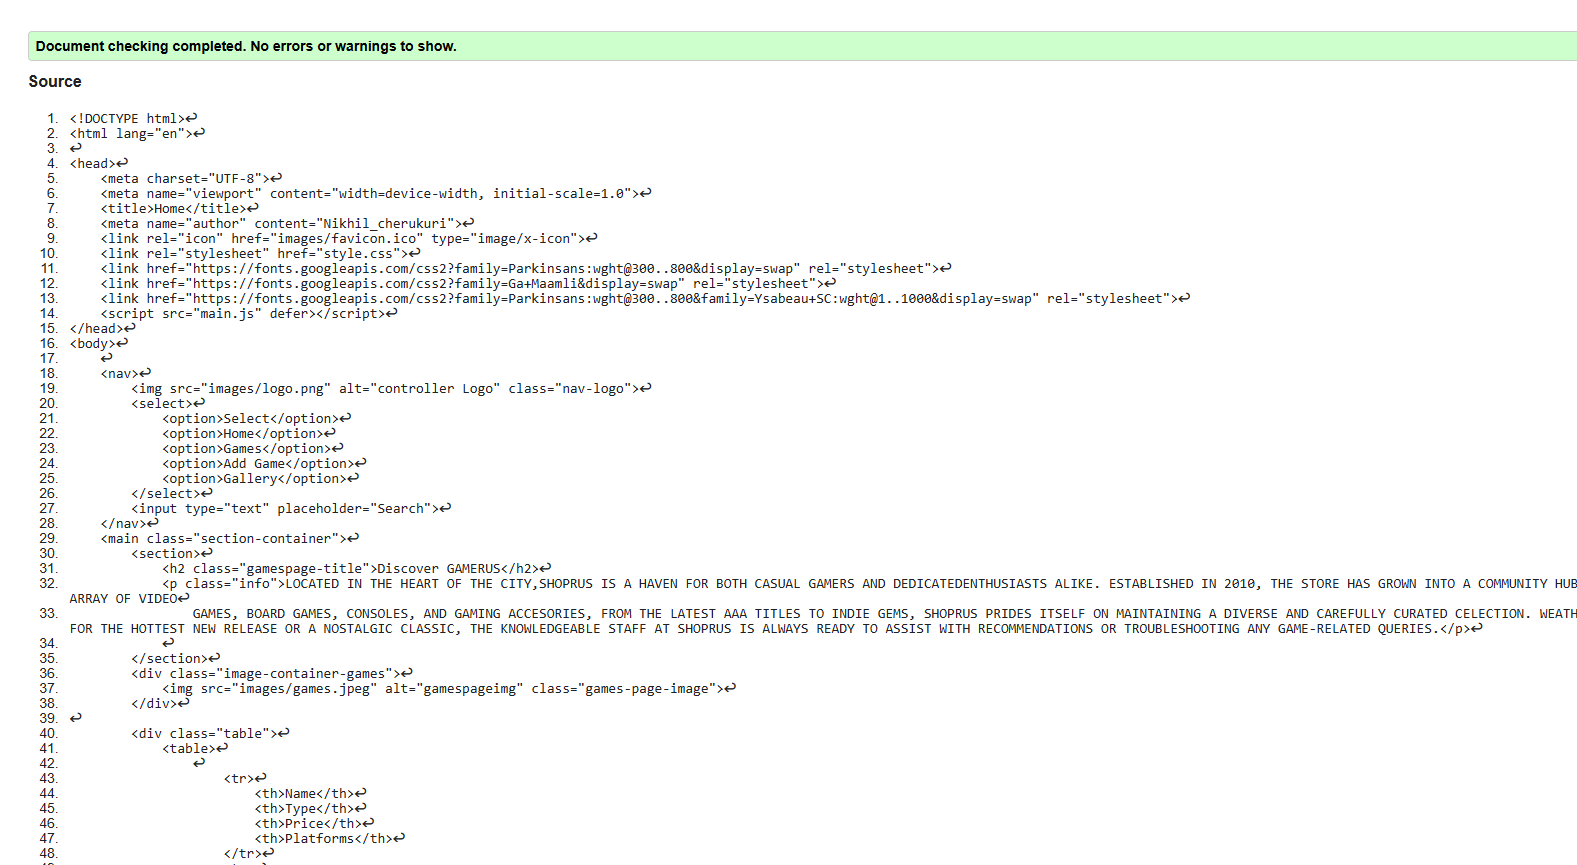 Document checking completed. No errors or warnings to show.
Source
1. <!DOCTYPE html>↩
2. <html lang="en">↩
3. ↩
4. <head>↩
5. <meta charset="UTF-8">↩
6. <meta name="viewport" content="width=device-width, initial-scale=1.0">↩
7. <title>Home</title>↩
8. <meta name="author" content="Nikhil_cherukuri">↩
9. <link rel="icon" href="images/favicon.ico" type="image/x-icon">↩
10. <link rel="stylesheet" href="style.css">↩
11. <link href="https://fonts.googleapis.com/css2?family=Parkinsans:wght@300..800&display=swap" rel="stylesheet">↩
12. <link href="https://fonts.googleapis.com/css2?family=Ga+Maamli&display=swap" rel="stylesheet">↩
13. <link href="https://fonts.googleapis.com/css2?family=Parkinsans:wght@300..800&family=Ysabeau+SC:wght@1..1000&display=swap" rel="stylesheet">↩
14. <script src="main.js" defer></script>↩
15. </head>↩
16. <body>↩
17. ↩
18. <nav>↩
19. <img src="images/logo.png" alt="controller Logo" class="nav-logo">↩
20. <select>↩
21. <option>Select</option>↩
22. <option>Home</option>↩
23. <option>Games</option>↩
24. <option>Add Game</option>↩
25. <option>Gallery</option>↩
26. </select>↩
27. <input type="text" placeholder="Search">↩
28. </nav>↩
29. <main class="section-container">↩
30. <section>↩
31. <h2 class="gamespage-title">Discover GAMERUS</h2>↩
32. <p class="info">LOCATED IN THE HEART OF THE CITY,SHOPRUS IS A HAVEN FOR BOTH CASUAL GAMERS AND DEDICATEDENTHUSIASTS ALIKE. ESTABLISHED IN 2010, THE STORE HAS GROWN INTO A COMMUNITY HUB
ARRAY OF VIDEO↩
33. GAMES, BOARD GAMES, CONSOLES, AND GAMING ACCESORIES, FROM THE LATEST AAA TITLES TO INDIE GEMS, SHOPRUS PRIDES ITSELF ON MAINTAINING A DIVERSE AND CAREFULLY CURATED CELECTION. WEATH
FOR THE HOTTEST NEW RELEASE OR A NOSTALGIC CLASSIC, THE KNOWLEDGEABLE STAFF AT SHOPRUS IS ALWAYS READY TO ASSIST WITH RECOMMENDATIONS OR TROUBLESHOOTING ANY GAME-RELATED QUERIES.</p>↩
34. ↩
35. </section>↩
36. <div class="image-container-games">↩
37. <img src="images/games.jpeg" alt="gamespageimg" class="games-page-image">↩
38. </div>↩
39. ↩
40. <div class="table">↩
41. <table>↩
42. ↩
43. <tr>↩
44. <th>Name</th>↩
45. <th>Type</th>↩
46. <th>Price</th>↩
47. <th>Platforms</th>↩
48. </tr>↩